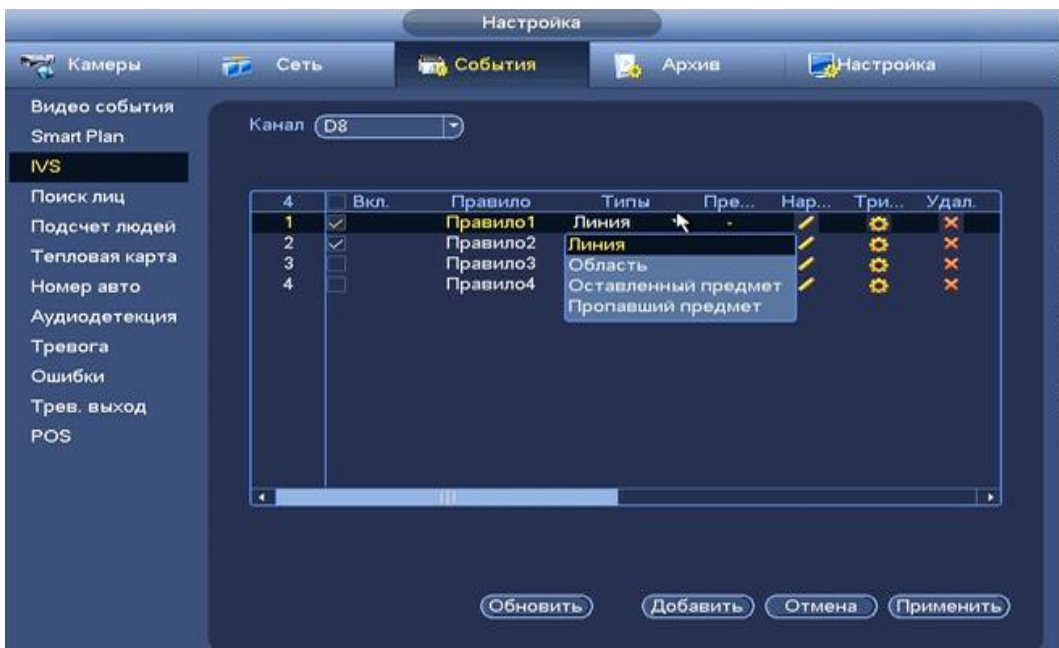 Настройка
Камеры Сеть События Архив Настройка
Видео события
Smart Plan
IVS
Поиск лиц
Подсчет людей
Тепловая карта
Номер авто
Аудиодетекция
Тревога
Ошибки
Трев. выход
POS
Канал D8
4 Вкл. Правило Типы Пре... Нар... Три... Удал.
1 Правило1 Линия -
2 Правило2
3 Правило3
4 Правило4
Линия
Область
Оставленный предмет
Пропавший предмет
Обновить Добавить Отмена Применить